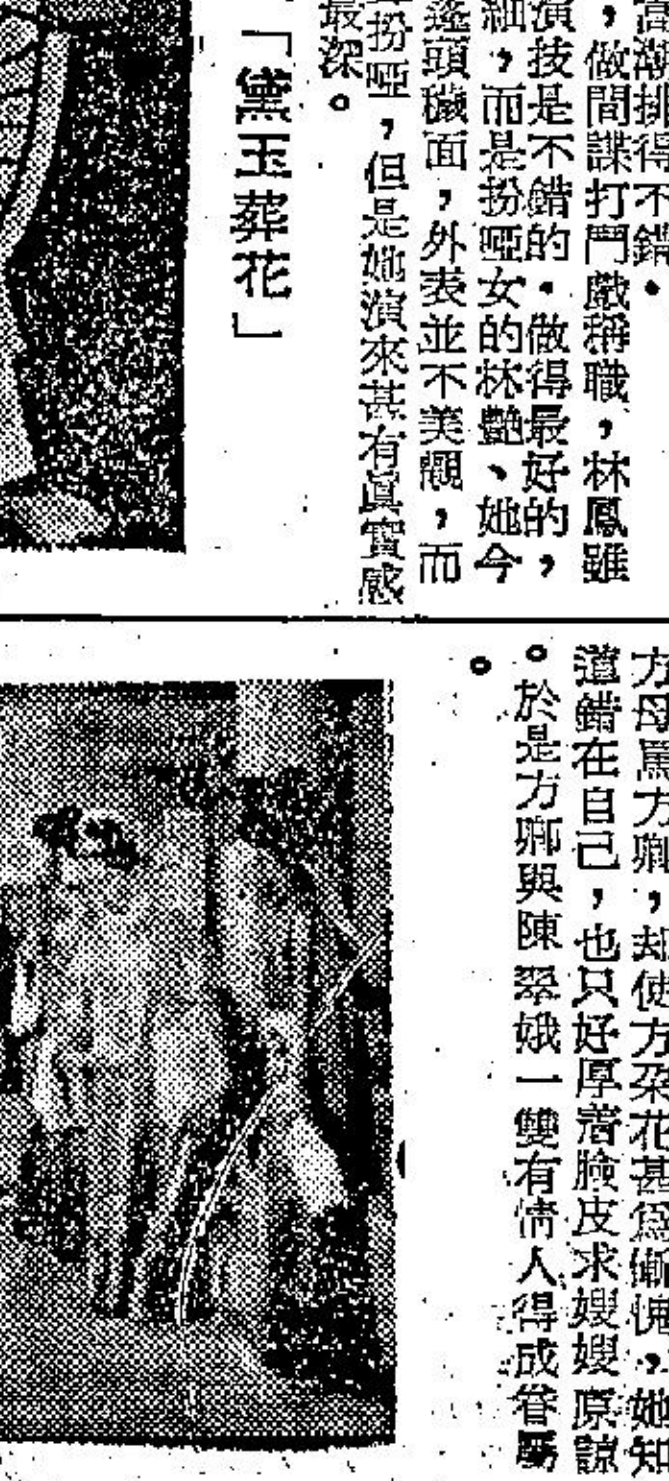 高潮排得不錯．
，做間諜打鬥戲稱職，林鳳雖
演技是不錯的．做得最好的，
細，而是扮啞女的林艷、她今
蓬頭穢面，外表並不美觀，而
扮啞，但是她演來甚有眞實感
最深。
「黛玉葬花」
方母罵方卿，却使方朶花甚爲慚愧，她知
道錯在自己，也只好厚着臉皮求嫂嫂原諒
。於是方卿與陳翠娥一雙有情人得成眷屬
。